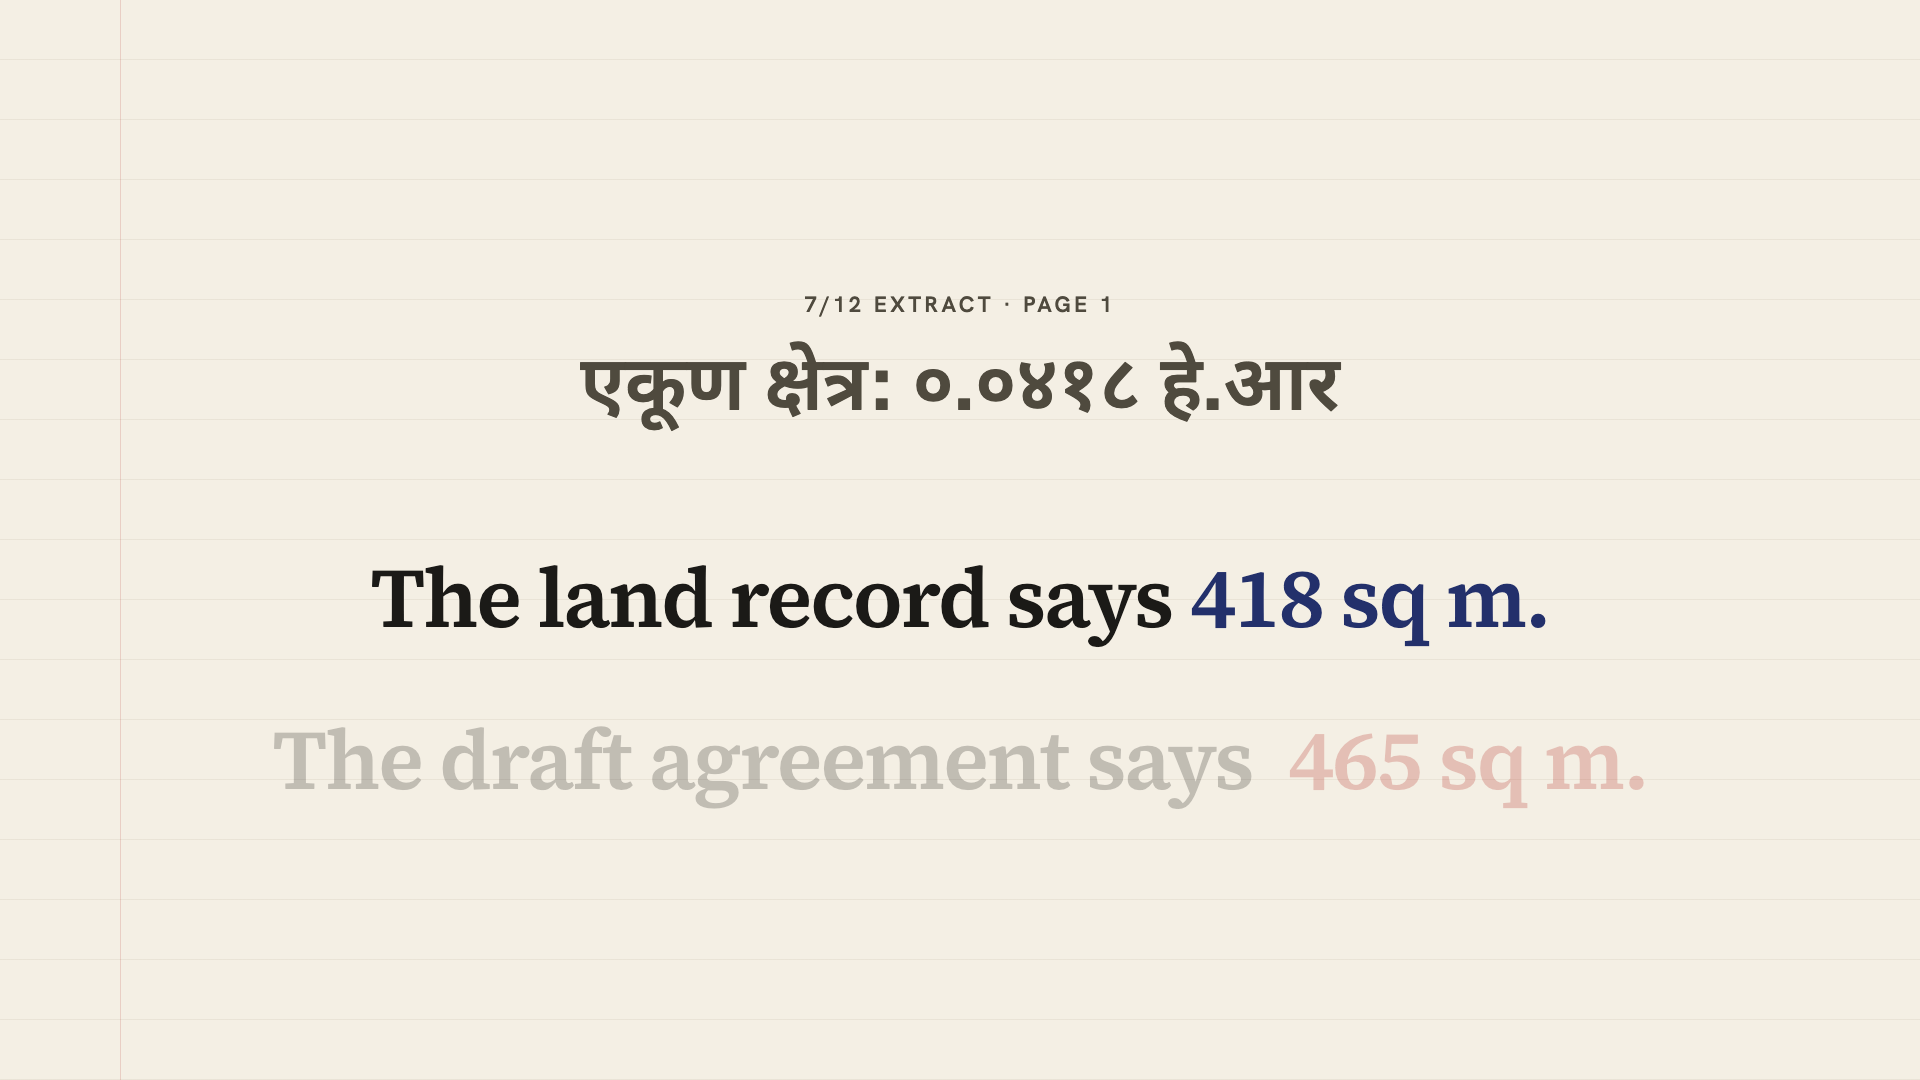 7/12 EXTRACT · PAGE 1
एकूण क्षेत्र: ०.०४१८ हे.आर
The land record says 418 sq m.
The draft agreement says 465 sq m.